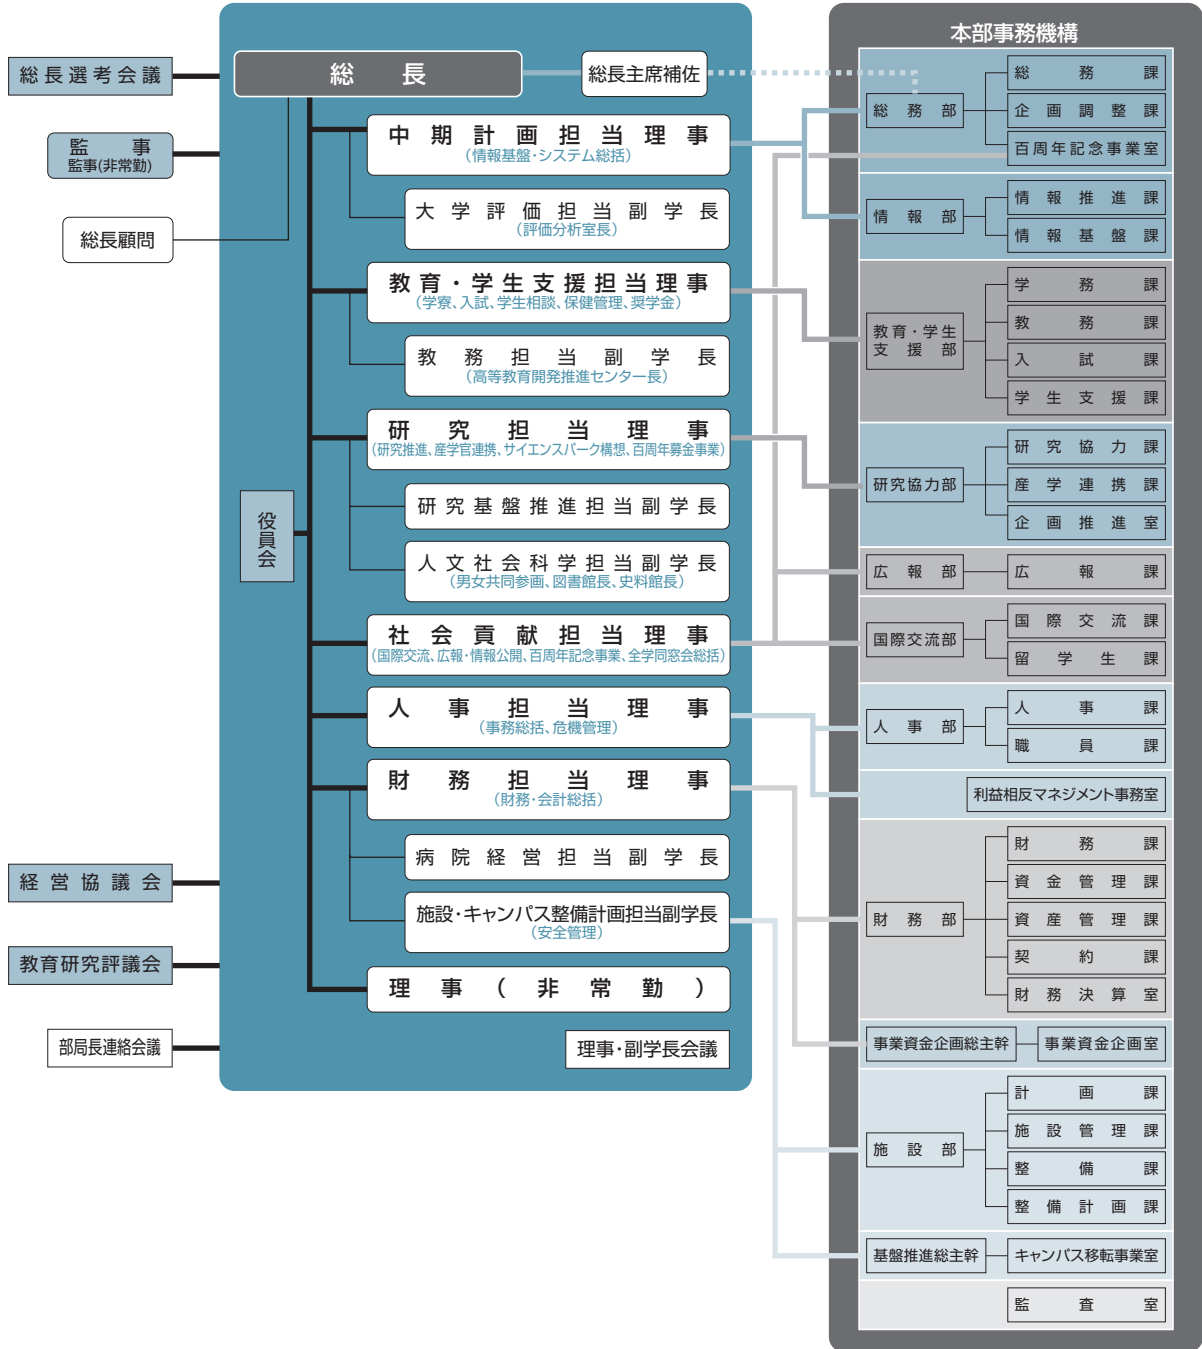 総長選考会議
監事
監事(非常勤)
総長顧問
経営協議会
教育研究評議会
部局長連絡会議
総長
総長主席補佐
役員会
中期計画担当理事
(情報基盤・システム総括)
大学評価担当副学長
(評価分析室長)
教育・学生支援担当理事
(学寮、入試、学生相談、保健管理、奨学金)
教務担当副学長
(高等教育開発推進センター長)
研究担当理事
(研究推進、産学官連携、サイエンスパーク構想、百周年募金事業)
研究基盤推進担当副学長
人文社会科学担当副学長
(男女共同参画、図書館長、史料館長)
社会貢献担当理事
(国際交流、広報・情報公開、百周年記念事業、全学同窓会総括)
人事担当理事
(事務総括、危機管理)
財務担当理事
(財務・会計総括)
病院経営担当副学長
施設・キャンパス整備計画担当副学長
(安全管理)
理事(非常勤)
理事・副学長会議
本部事務機構
総務部
総務課
企画調整課
百周年記念事業室
情報部
情報推進課
情報基盤課
教育・学生
支援部
学務課
教務課
入試課
学生支援課
研究協力部
研究協力課
産学連携課
企画推進室
広報部
広報課
国際交流部
国際交流課
留学生課
人事部
人事課
職員課
利益相反マネジメント事務室
財務部
財務課
資金管理課
資産管理課
契約課
財務決算室
事業資金企画総主幹
事業資金企画室
施設部
計画課
施設管理課
整備課
整備計画課
基盤推進総主幹
キャンパス移転事業室
監査室